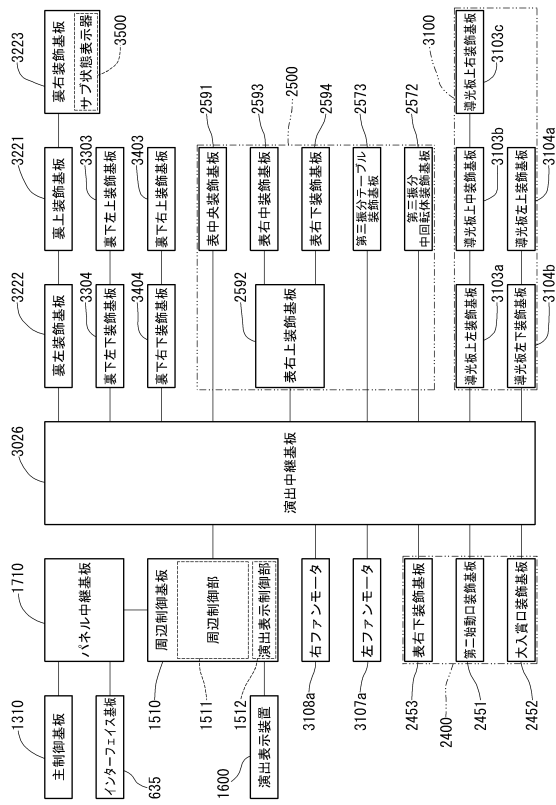 1310
主制御基板
635
インターフェイス基板
1600
演出表示装置
1710
パネル中継基板
1510
周辺制御基板
1511
周辺制御部
1512
演出表示制御部
3108a
右ファンモータ
3107a
左ファンモータ
2453
表右下装飾基板
2400
2451
第二始動口装飾基板
2452
大入賞口装飾基板
3026
演出中継基板
3222
裏左装飾基板
3304
裏下左下装飾基板
3404
裏下右下装飾基板
2592
表右上装飾基板
3103a
導光板上左装飾基板
3104b
導光板左下装飾基板
3221
裏上装飾基板
3303
裏下左上装飾基板
3403
裏下右上装飾基板
2591
表中央装飾基板
2593
表右中装飾基板
2500
2594
表右下装飾基板
2573
第三振分テーブル
装飾基板
2572
第三振分
中回転体装飾基板
3103b
導光板上中装飾基板
3104a
導光板左上装飾基板
3223
裏右装飾基板
サブ状態表示器
3500
3100
導光板上右装飾基板
3103c